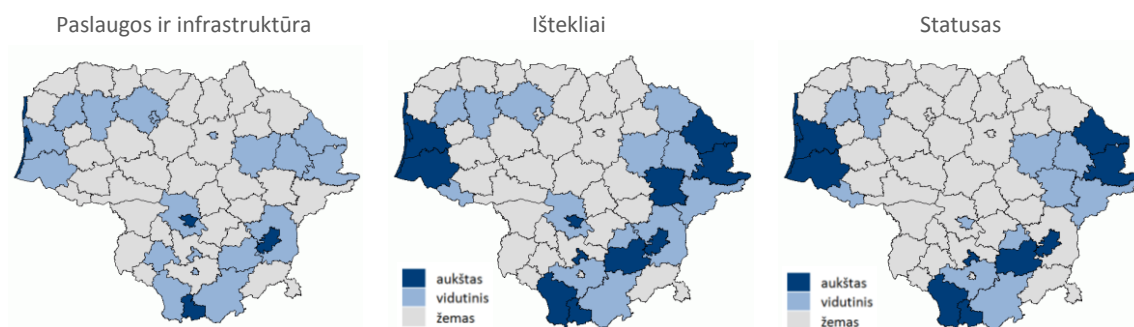 Paslaugos ir infrastruktūra
Ištekliai
Statusas
aukštas
vidutinis
žemas
aukštas
vidutinis
žemas